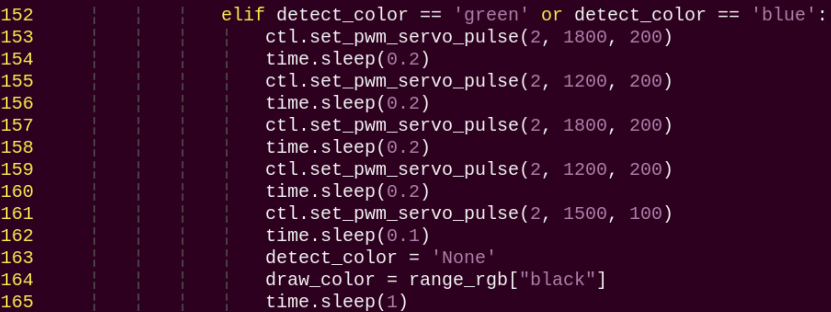 152 elif detect_color == 'green' or detect_color == 'blue':
153 ctl.set_pwm_servo_pulse(2, 1800, 200)
154 time.sleep(0.2)
155 ctl.set_pwm_servo_pulse(2, 1200, 200)
156 time.sleep(0.2)
157 ctl.set_pwm_servo_pulse(2, 1800, 200)
158 time.sleep(0.2)
159 ctl.set_pwm_servo_pulse(2, 1200, 200)
160 time.sleep(0.2)
161 ctl.set_pwm_servo_pulse(2, 1500, 100)
162 time.sleep(0.1)
163 detect_color = 'None'
164 draw_color = range_rgb["black"]
165 time.sleep(1)